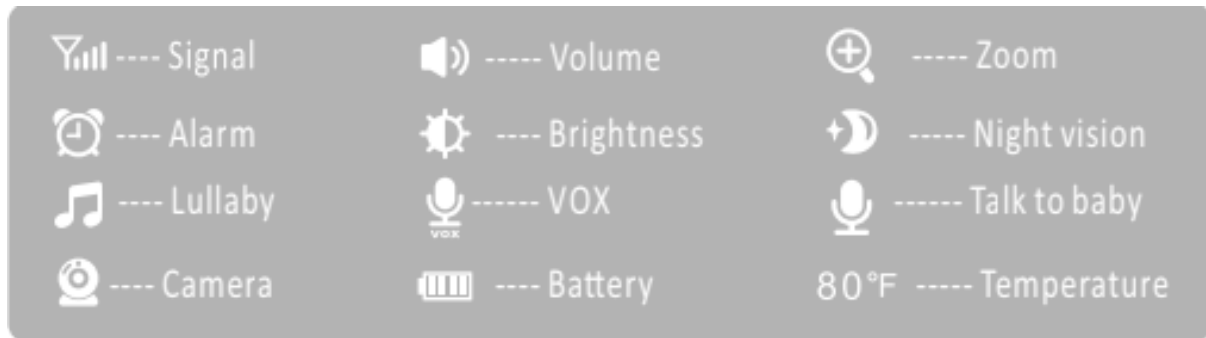 ---- Signal ----- Volume ----- Zoom
---- Alarm ---- Brightness ----- Night vision
---- Lullaby vox ------ VOX ------ Talk to baby
---- Camera ---- Battery 80°F ----- Temperature